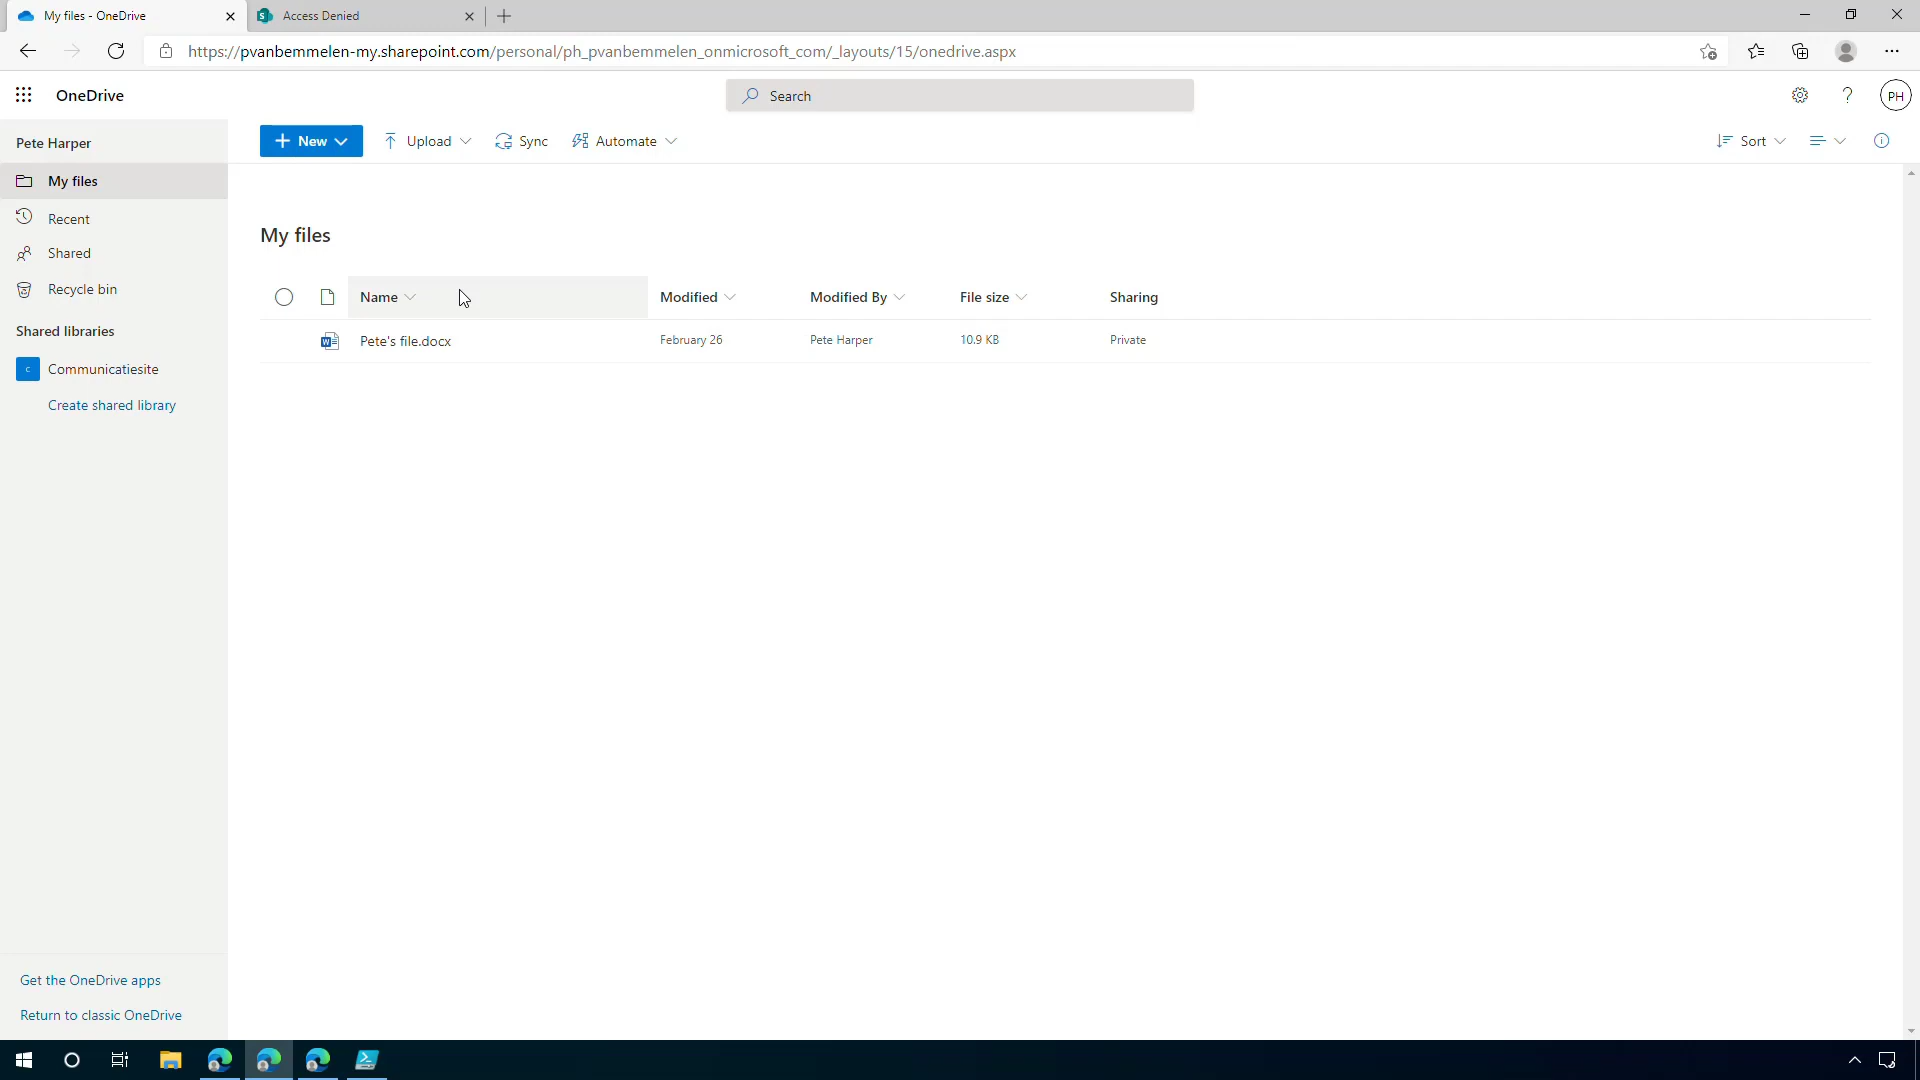 My files - OneDrive
Access Denied
https://pvanbemmelen-my.sharepoint.com/personal/ph_pvanbemmelen_onmicrosoft_com/_layouts/15/onedrive.aspx
OneDrive
Search
PH
Pete Harper
New
Upload
Sync
Automate
Sort
My files
Recent
Shared
Recycle bin
Shared libraries
C
Communicatiesite
Create shared library
My files
Name
Modified
Modified By
File size
Sharing
Pete's file.docx
February 26
Pete Harper
10.9 KB
Private
Get the OneDrive apps
Return to classic OneDrive